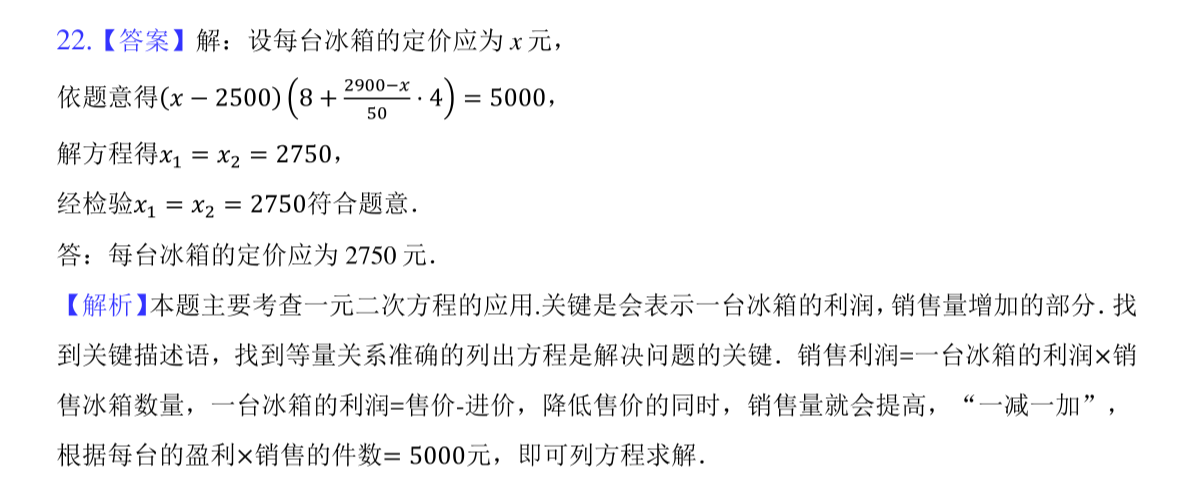 22.【答案】解：设每台冰箱的定价应为 x 元，
依题意得(x − 2500)(8 + \frac{2900−x}{50} · 4) = 5000，
解方程得x₁ = x₂ = 2750，
经检验x₁ = x₂ = 2750符合题意．
答：每台冰箱的定价应为 2750 元．
【解析】本题主要考查一元二次方程的应用.关键是会表示一台冰箱的利润，销售量增加的部分．找
到关键描述语，找到等量关系准确的列出方程是解决问题的关键．销售利润=一台冰箱的利润×销
售冰箱数量，一台冰箱的利润=售价-进价，降低售价的同时，销售量就会提高，“一减一加”，
根据每台的盈利×销售的件数= 5000元，即可列方程求解．